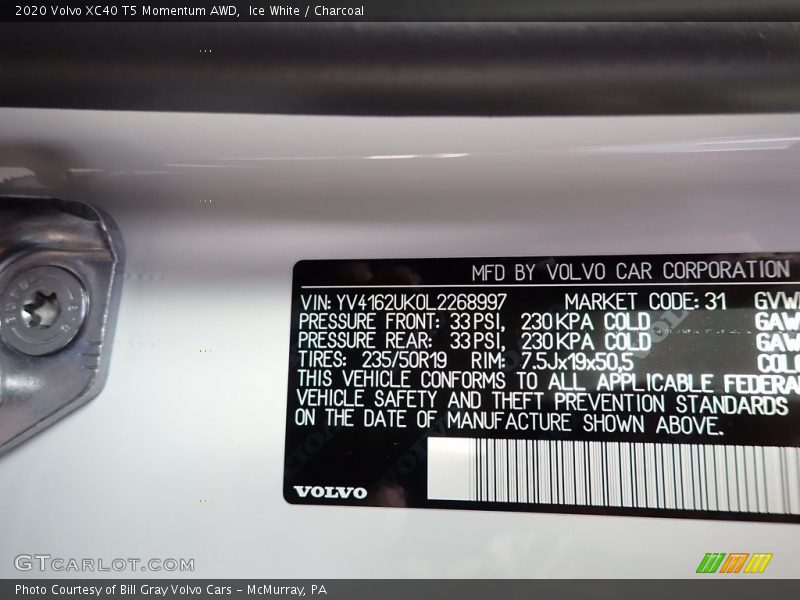 2020 Volvo XC40 T5 Momentum AWD, Ice White / Charcoal
MFD BY VOLVO CAR CORPORATION
VIN: YV4162UK0L2268997 MARKET CODE: 31
PRESSURE FRONT: 33 PSI, 230 KPA COLD
PRESSURE REAR: 33 PSI, 230 KPA COLD
TIRES: 235/50R19 RIM: 7.5Jx19x50,5
THIS VEHICLE CONFORMS TO ALL APPLICABLE FEDERA
VEHICLE SAFETY AND THEFT PREVENTION STANDARDS
ON THE DATE OF MANUFACTURE SHOWN ABOVE.
VOLVO
GTCARLOT.COM
Photo Courtesy of Bill Gray Volvo Cars - McMurray, PA